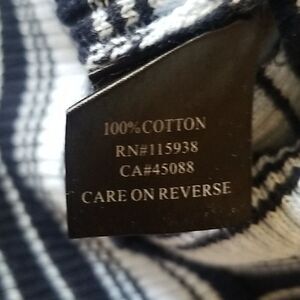 100%COTTON
RN#115938
CA#45088
CARE ON REVERSE